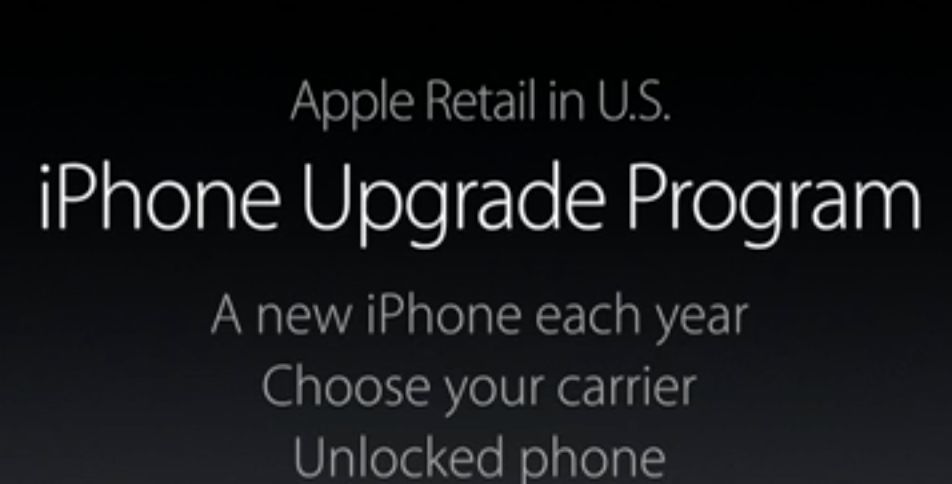 Apple Retail in U.S.
iPhone Upgrade Program
A new iPhone each year
Choose your carrier
Unlocked phone